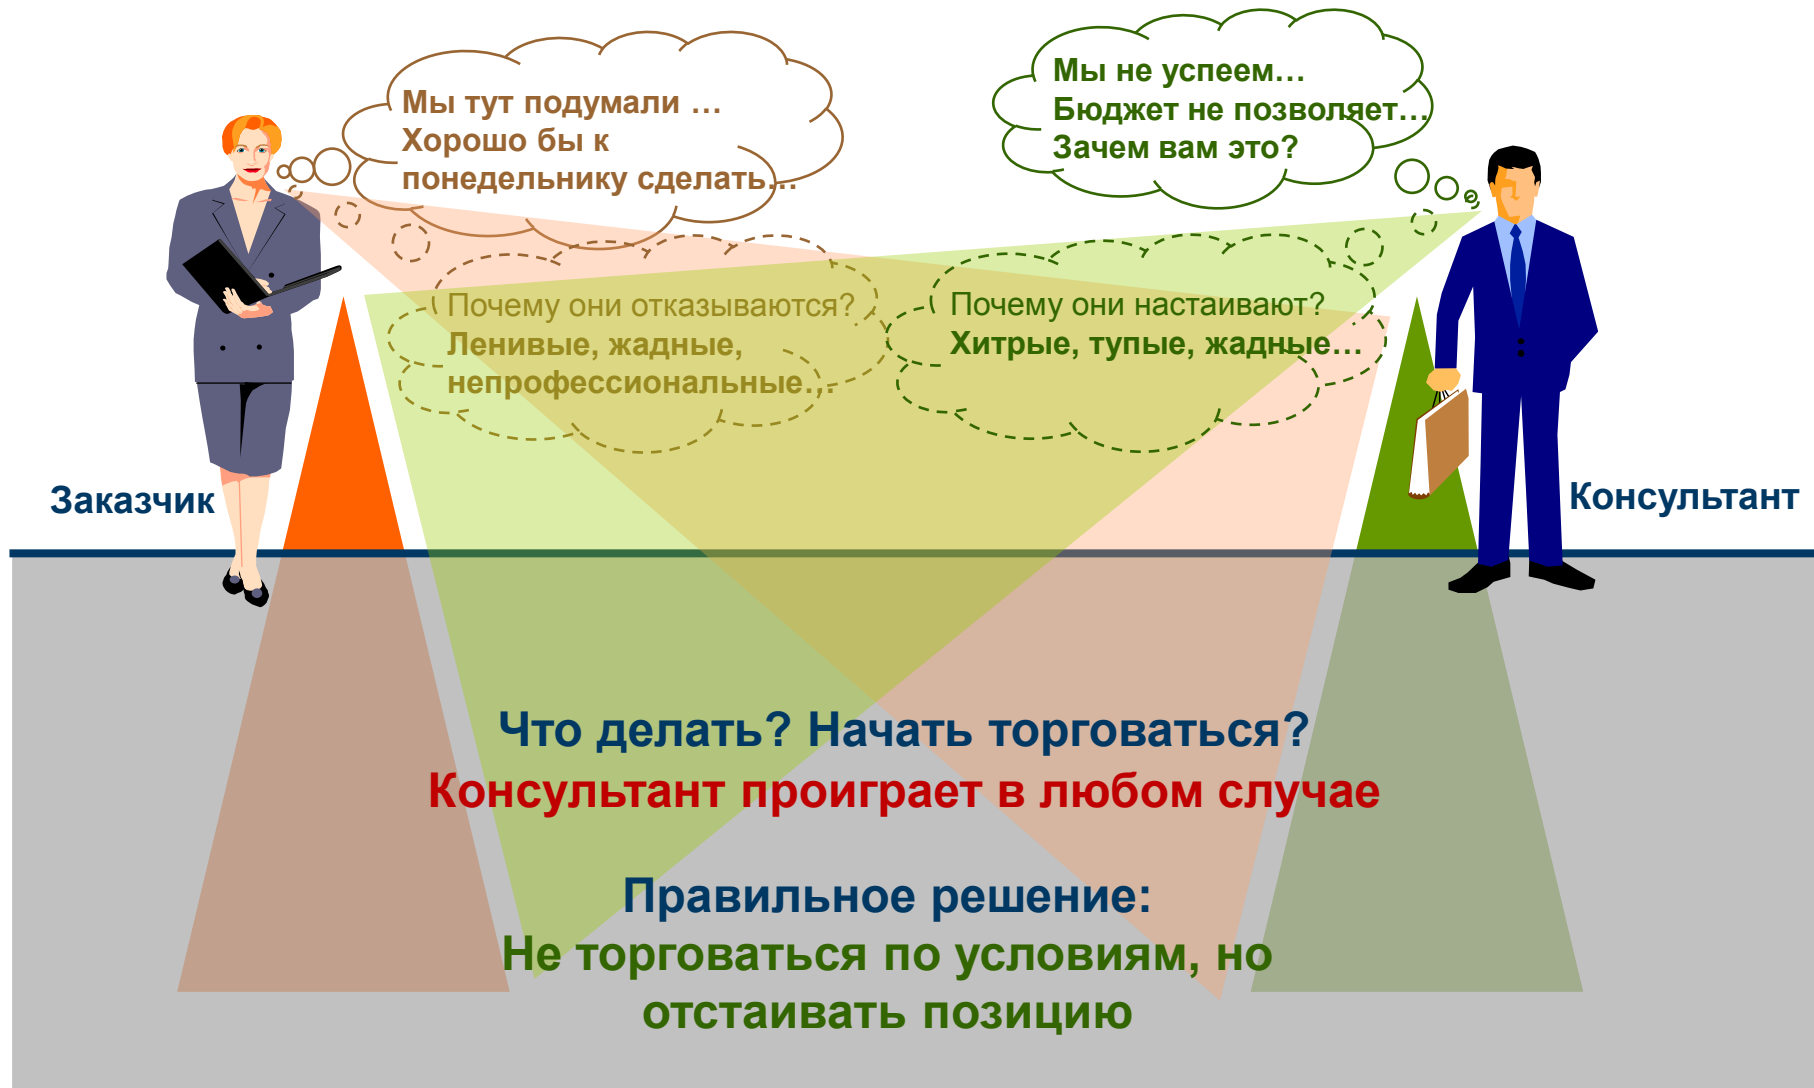 Мы тут подумали …
Хорошо бы к
понедельнику сделать…
Мы не успеем…
Бюджет не позволяет…
Зачем вам это?
Почему они отказываются?
Ленивые, жадные,
непрофессиональные…
Почему они настаивают?
Хитрые, тупые, жадные…
Заказчик
Консультант
Что делать? Начать торговаться?
Консультант проиграет в любом случае
Правильное решение:
Не торговаться по условиям, но
отстаивать позицию